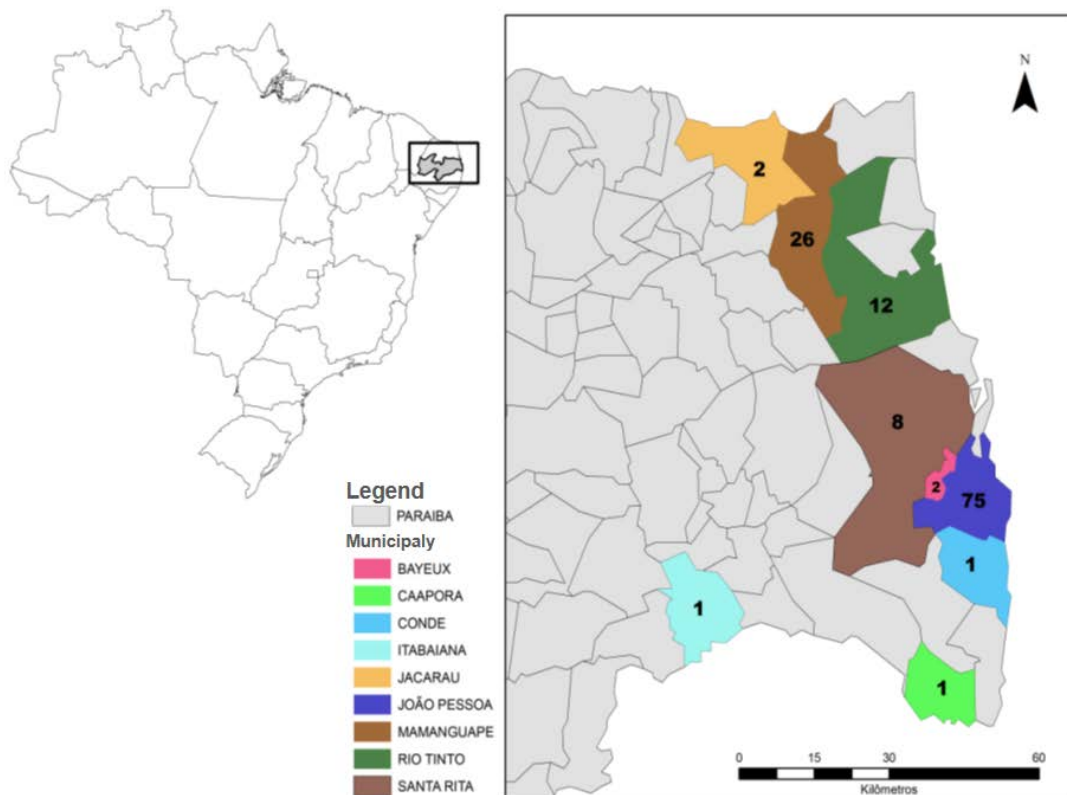 N
2
26
12
8
2
75
1
1
1
Legend
PARAIBA
Municipaly
BAYEUX
CAAPORA
CONDE
ITABAIANA
JACARAU
JOÃO PESSOA
MAMANGUAPE
RIO TINTO
SANTA RITA
0 15 30 60
Kilômetros